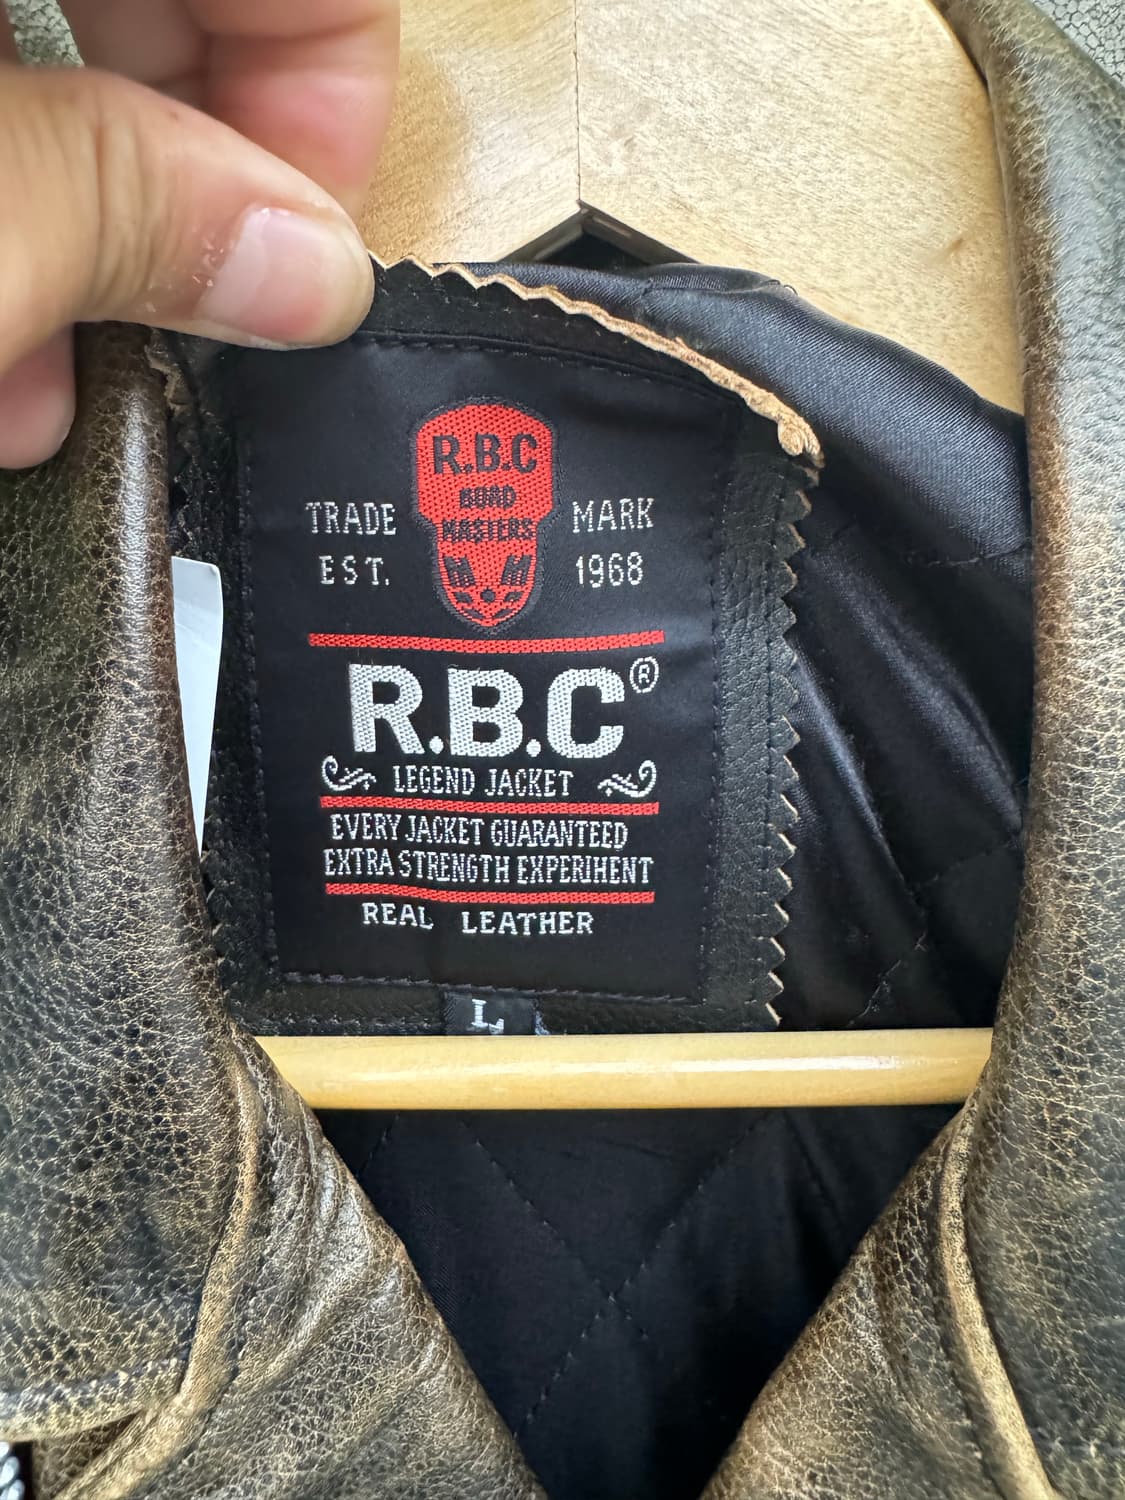 R.B.C
ROAD
MASTERS
TRADE MARK
EST. 1968
R.B.C®
LEGEND JACKET
EVERY JACKET GUARANTEED
EXTRA STRENGTH EXPERIHENT
REAL LEATHER
L